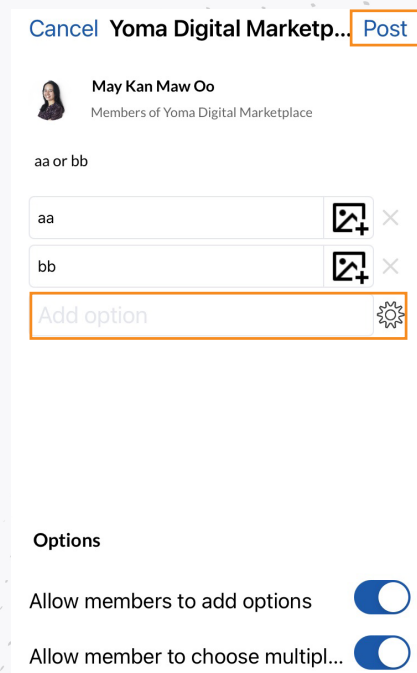 Cancel Yoma Digital Marketp... Post
May Kan Maw Oo
Members of Yoma Digital Marketplace
aa or bb
aa
bb
Add option
Options
Allow members to add options
Allow member to choose multipl...